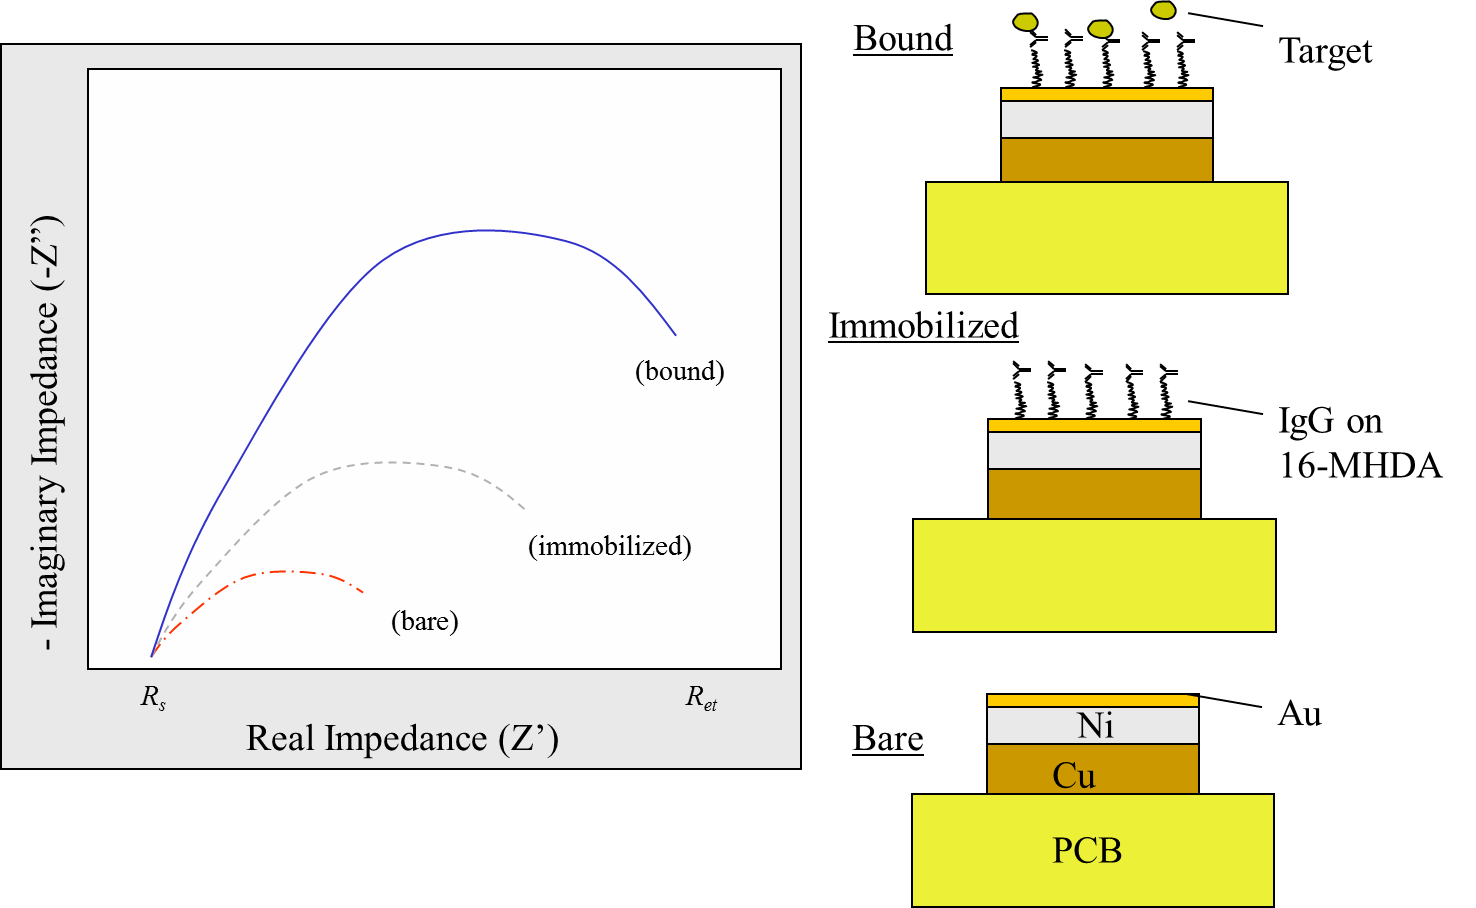 - Imaginary Impedance (-Z”)
(bound)
(immobilized)
(bare)
Rs
Ret
Real Impedance (Z’)
Bound
Target
Immobilized
IgG on
16-MHDA
Bare
Au
Ni
Cu
PCB